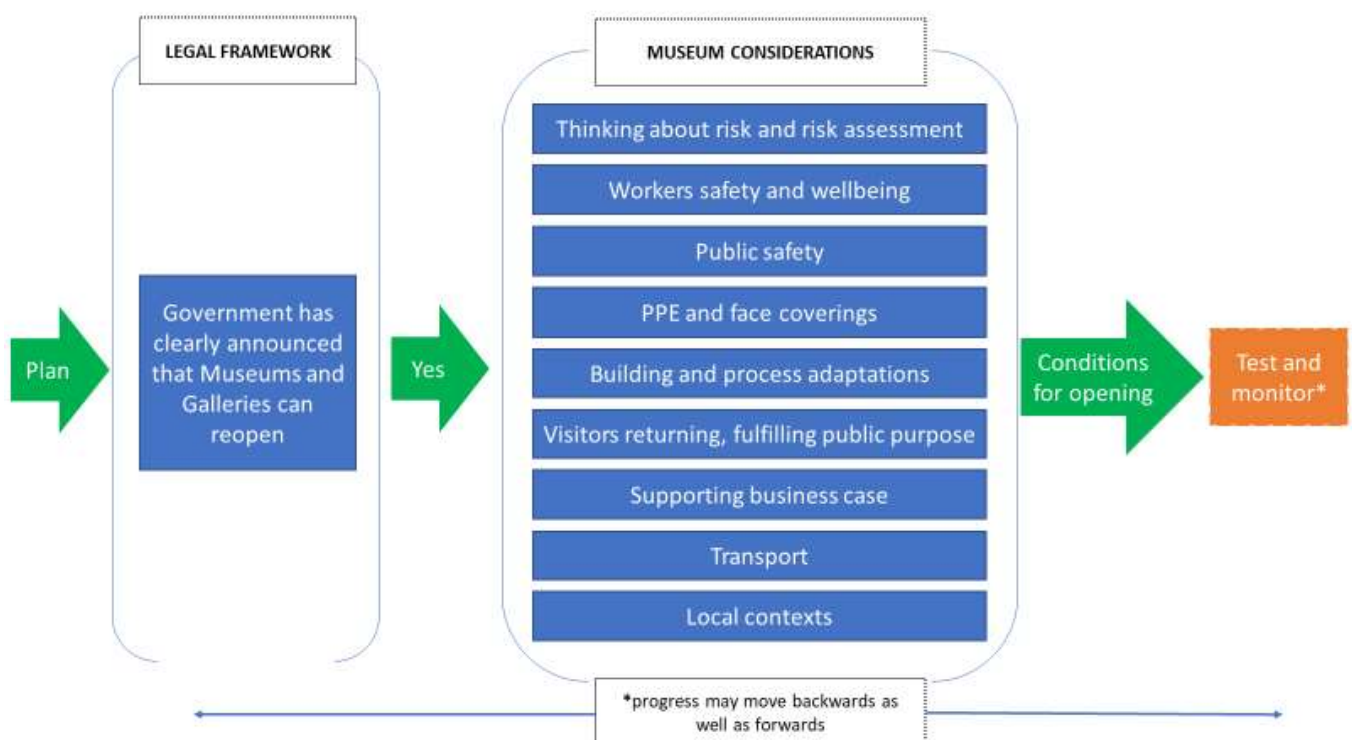 LEGAL FRAMEWORK
MUSEUM CONSIDERATIONS
Plan
Government has
clearly announced
that Museums and
Galleries can
reopen
Yes
Thinking about risk and risk assessment
Workers safety and wellbeing
Public safety
PPE and face coverings
Building and process adaptations
Visitors returning, fulfilling public purpose
Supporting business case
Transport
Local contexts
Conditions
for opening
Test and
monitor*
*progress may move backwards as
well as forwards